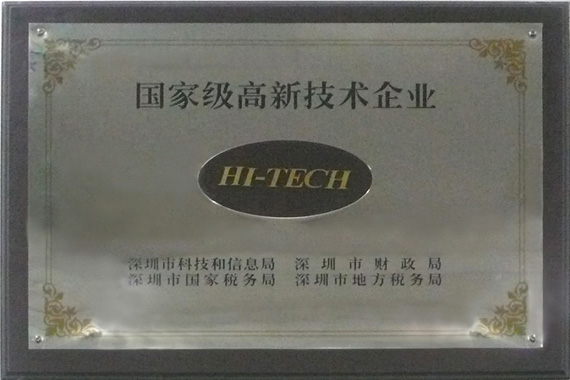 国家级高新技术企业
HI-TECH
深圳市科技和信息局 深圳市财政局
深圳市国家税务局 深圳市地方税务局